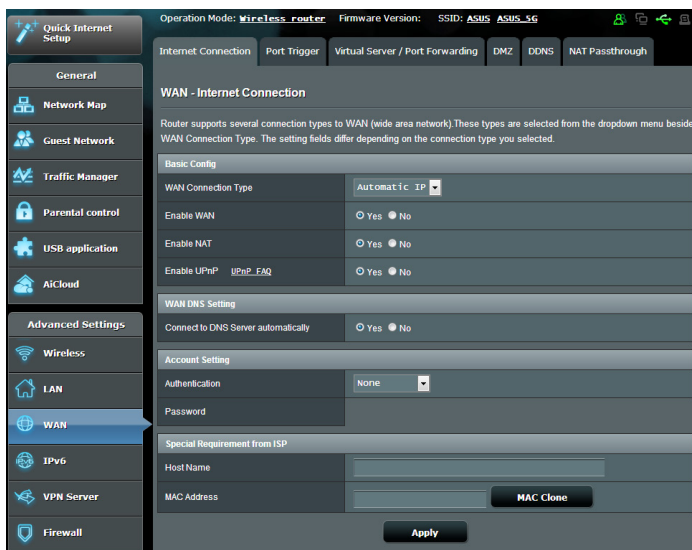 Quick Internet
Setup
Operation Mode: Wireless router Firmware Version: SSID: ASUS ASUS_5G
Internet Connection Port Trigger Virtual Server / Port Forwarding DMZ DDNS NAT Passthrough
General
Network Map
Guest Network
Traffic Manager
Parental control
USB application
AiCloud
Advanced Settings
Wireless
LAN
WAN
IPv6
VPN Server
Firewall
WAN - Internet Connection
Router supports several connection types to WAN (wide area network).These types are selected from the dropdown menu beside
WAN Connection Type. The setting fields differ depending on the connection type you selected.
Basic Config
WAN Connection Type Automatic IP
Enable WAN Yes No
Enable NAT Yes No
Enable UPnP UPnP FAQ Yes No
WAN DNS Setting
Connect to DNS Server automatically Yes No
Account Setting
Authentication None
Password
Special Requirement from ISP
Host Name
MAC Address MAC Clone
Apply